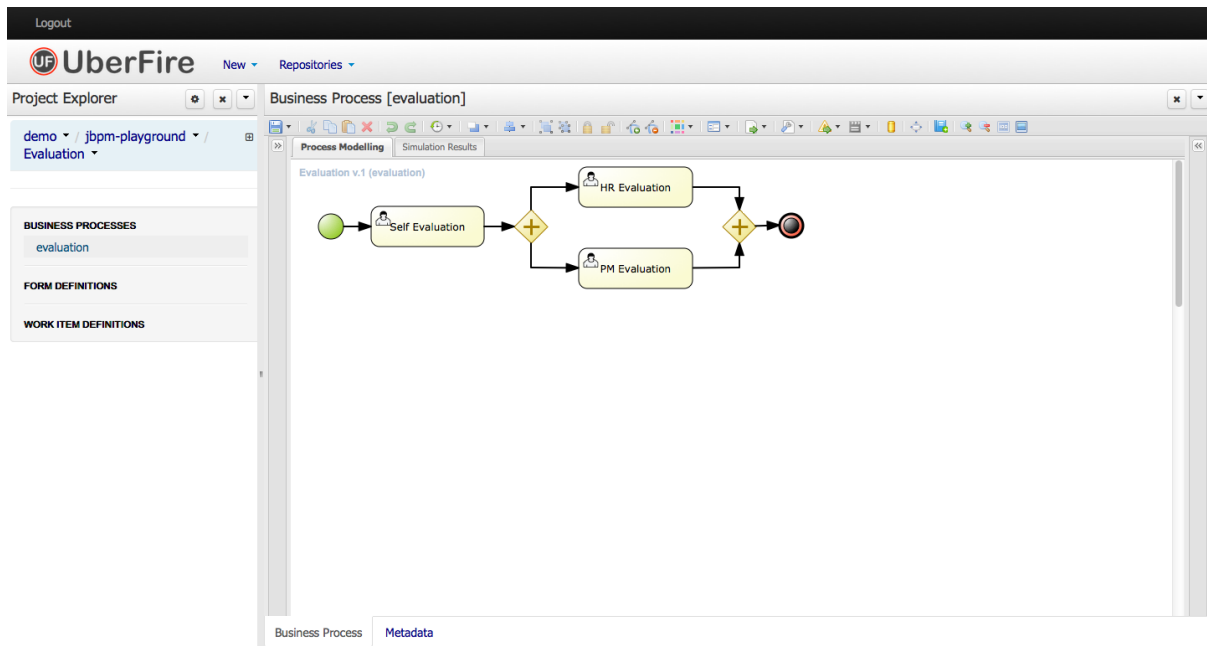 Logout
UF UberFire New Repositories
Project Explorer
Business Process [evaluation]
demo / jbpm-playground /
Evaluation
BUSINESS PROCESSES
evaluation
FORM DEFINITIONS
WORK ITEM DEFINITIONS
Process Modelling Simulation Results
Evaluation v.1 (evaluation)
HR Evaluation
Self Evaluation
PM Evaluation
Business Process Metadata